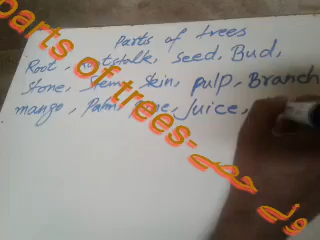 Parts of trees
Root, seed, Bud,
Stone, Stem, Skin, pulp, Branch
mango, Palm, Juice,
parts of trees-